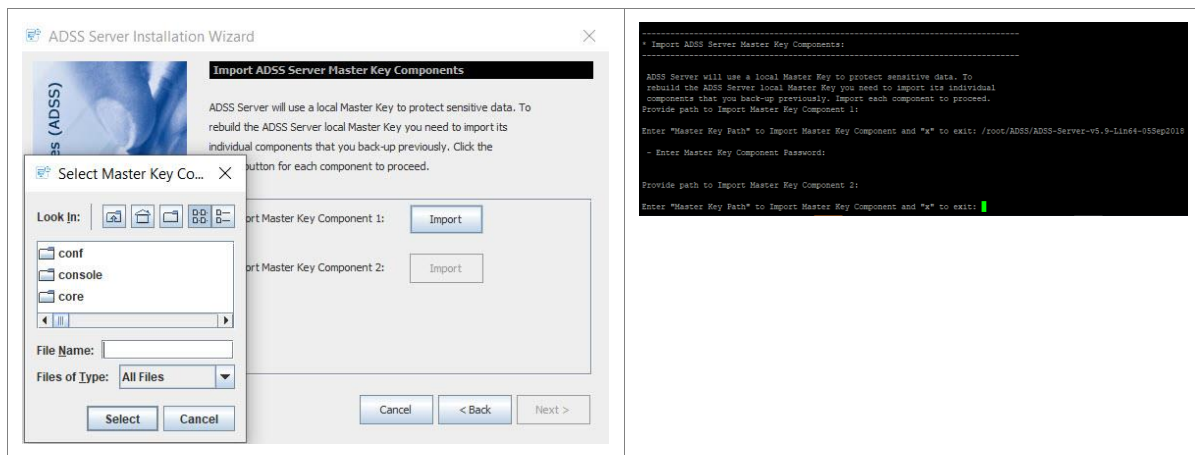 ADSS Server Installation Wizard
es (ADSS)
Import ADSS Server Master Key Components
ADSS Server will use a local Master Key to protect sensitive data. To
rebuild the ADSS Server local Master Key you need to import its
individual components that you back-up previously. Click the
button for each component to proceed.
ort Master Key Component 1:
Import
ort Master Key Component 2:
Import
Cancel
< Back
Next >
Select Master Key Co...
Look In:
conf
console
core
File Name:
Files of Type: All Files
Select
Cancel
* Import ADSS Server Master Key Components:
ADSS Server will use a local Master Key to protect sensitive data. To
rebuild the ADSS Server local Master Key you need to import its individual
components that you back-up previously. Import each component to proceed.
Provide path to Import Master Key Component 1:
Enter "Master Key Path" to Import Master Key Component and "x" to exit: /root/ADSS/ADSS-Server-v5.9-Lin64-05Sep2018
- Enter Master Key Component Password:
Provide path to Import Master Key Component 2:
Enter "Master Key Path" to Import Master Key Component and "x" to exit: